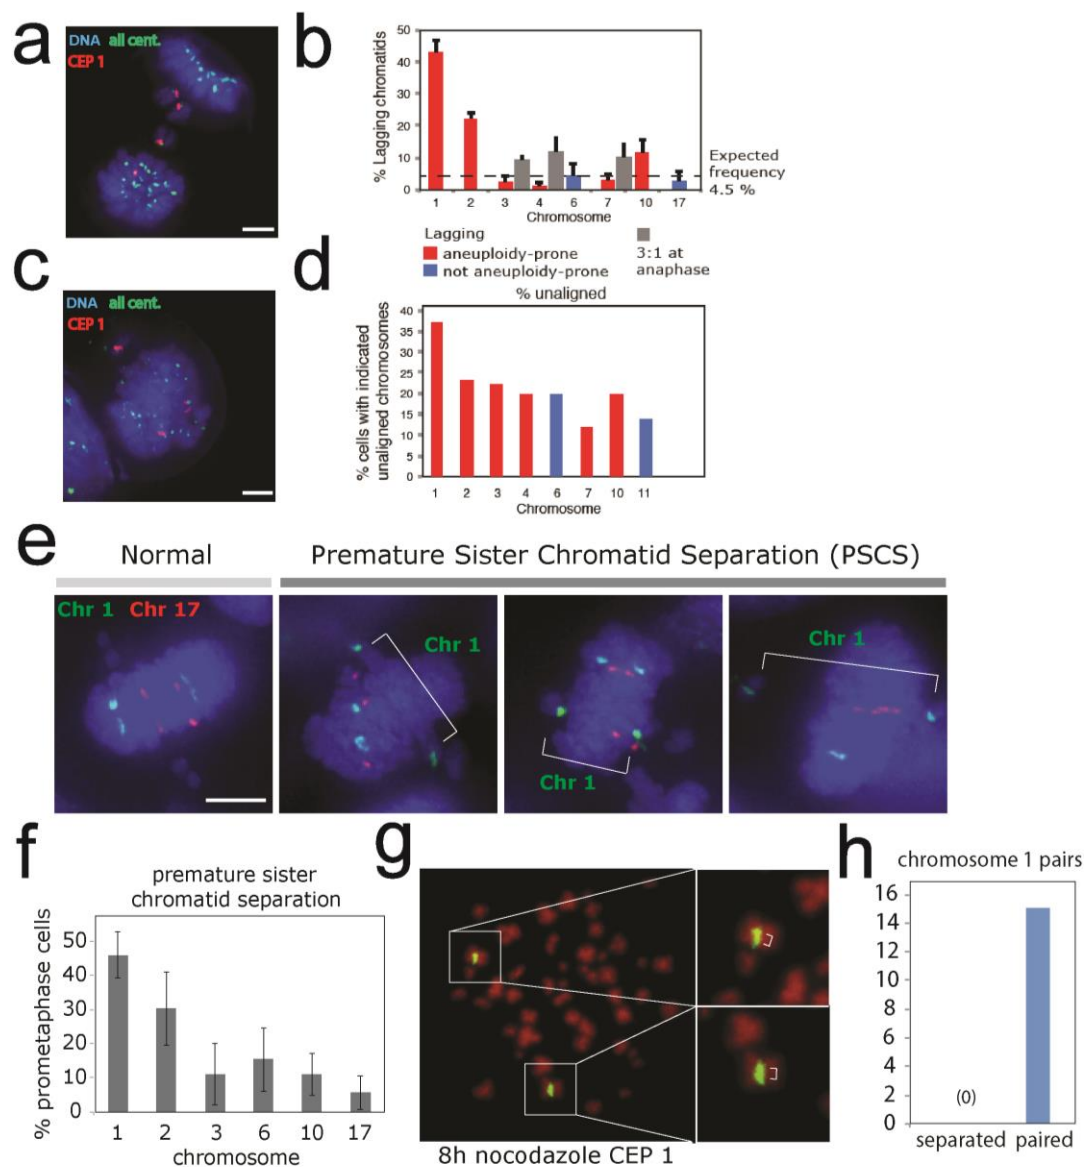 a
DNA all cent.
CEP 1
b
% Lagging chromatids
50
40
30
20
10
0
1 2 3 4 6 7 10 17
Chromosome
Expected
frequency
4.5 %
Lagging
aneuploidy-prone
not aneuploidy-prone
3:1 at
anaphase
c
DNA all cent.
CEP 1
d
% unaligned
% cells with indicated
unaligned chromosomes
40
35
30
25
20
15
10
5
0
1 2 3 4 6 7 10 11
Chromosome
e
Normal
Premature Sister Chromatid Separation (PSCS)
Chr 1 Chr 17
Chr 1
Chr 1
Chr 1
f
premature sister
chromatid separation
% prometaphase cells
50
40
30
20
10
0
1 2 3 6 10 17
chromosome
g
8h nocodazole CEP 1
h
chromosome 1 pairs
16
14
12
10
8
6
4
2
0
(0)
separated paired